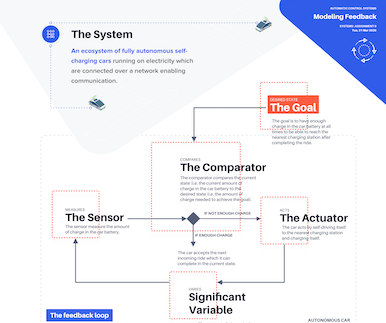 AUTOMATIC CONTROL SYSTEMS
Modeling Feedback
SYSTEMS: ASSIGNMENT 5
The System
An ecosystem of fully autonomous self-
charging cars running on electricity which
are connected over a network enabling
communication.
DESIRED STATE
The Goal
The goal is to have enough
charge in the car battery at all
times to be able to reach the
nearest charging station after
completing the ride.
COMPARES
The Comparator
The comparator compares the current
state i.e. the current amount of
charge in the car battery to the
desired state i.e. the amount of
charge needed to achieve the goal.
MEASURES
The Sensor
The sensor measure the amount
of charge in the car battery.
IF NOT ENOUGH CHARGE
IF ENOUGH CHARGE
The Actuator
The car acts by self driving itself
to the nearest charging station
and charging itself.
The car accepts the next
incoming ride which it can
complete in the current state.
VARIES
Significant
Variable
The feedback loop
AUTONOMOUS CAR